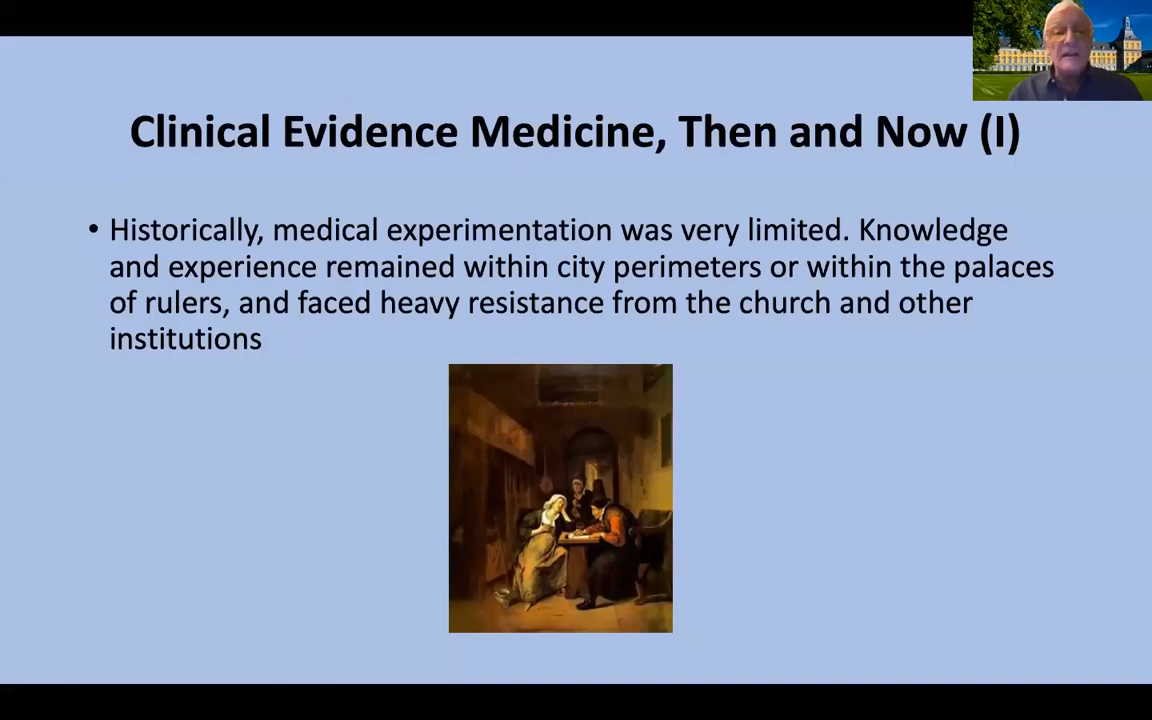 Clinical Evidence Medicine, Then and Now (I)
• Historically, medical experimentation was very limited. Knowledge
and experience remained within city perimeters or within the palaces
of rulers, and faced heavy resistance from the church and other
institutions